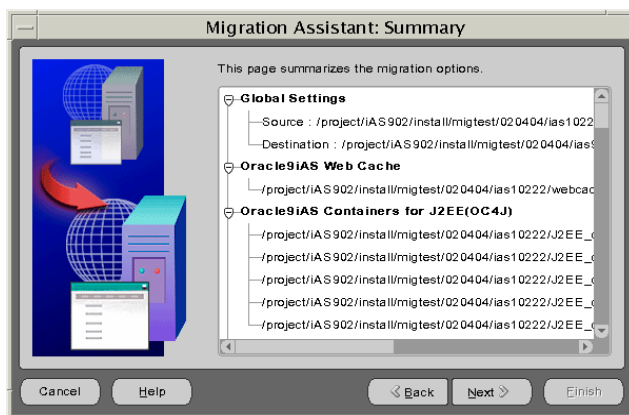 Migration Assistant: Summary
This page summarizes the migration options.
Global Settings
Source : /project/iAS902/install/migtest/020404/ias1022
Destination : /project/iAS902/install/migtest/020404/ias9
Oracle9iAS Web Cache
/project/iAS902/install/migtest/020404/ias10222/webcac
Oracle9iAS Containers for J2EE(OC4J)
/project/iAS902/install/migtest/020404/ias10222/J2EE_
/project/iAS902/install/migtest/020404/ias10222/J2EE_
/project/iAS902/install/migtest/020404/ias10222/J2EE_
/project/iAS902/install/migtest/020404/ias10222/J2EE_
/project/iAS902/install/migtest/020404/ias10222/J2EE_
Cancel Help Back Next Finish